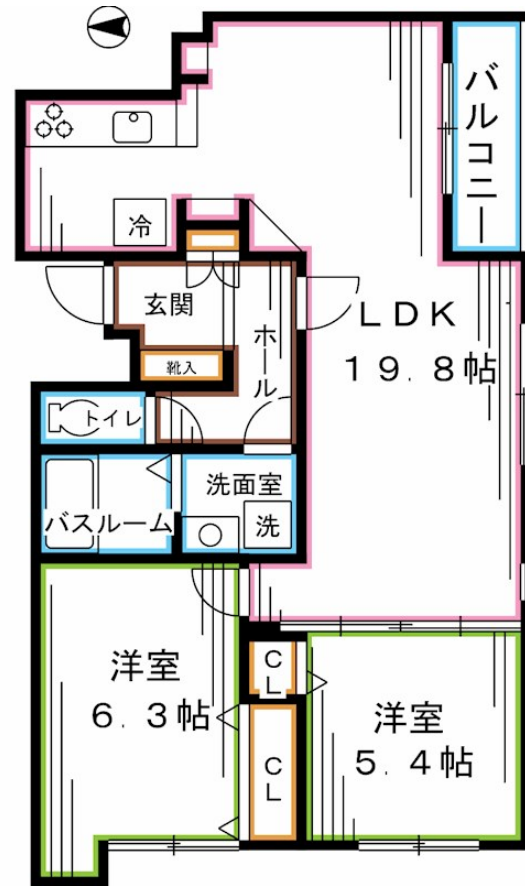 バルコニー
冷
玄関
ホール
LDK
19.8帖
靴入
トイレ
洗面室
バスルーム
洗
洋室
6.3帖
CL
CL
洋室
5.4帖